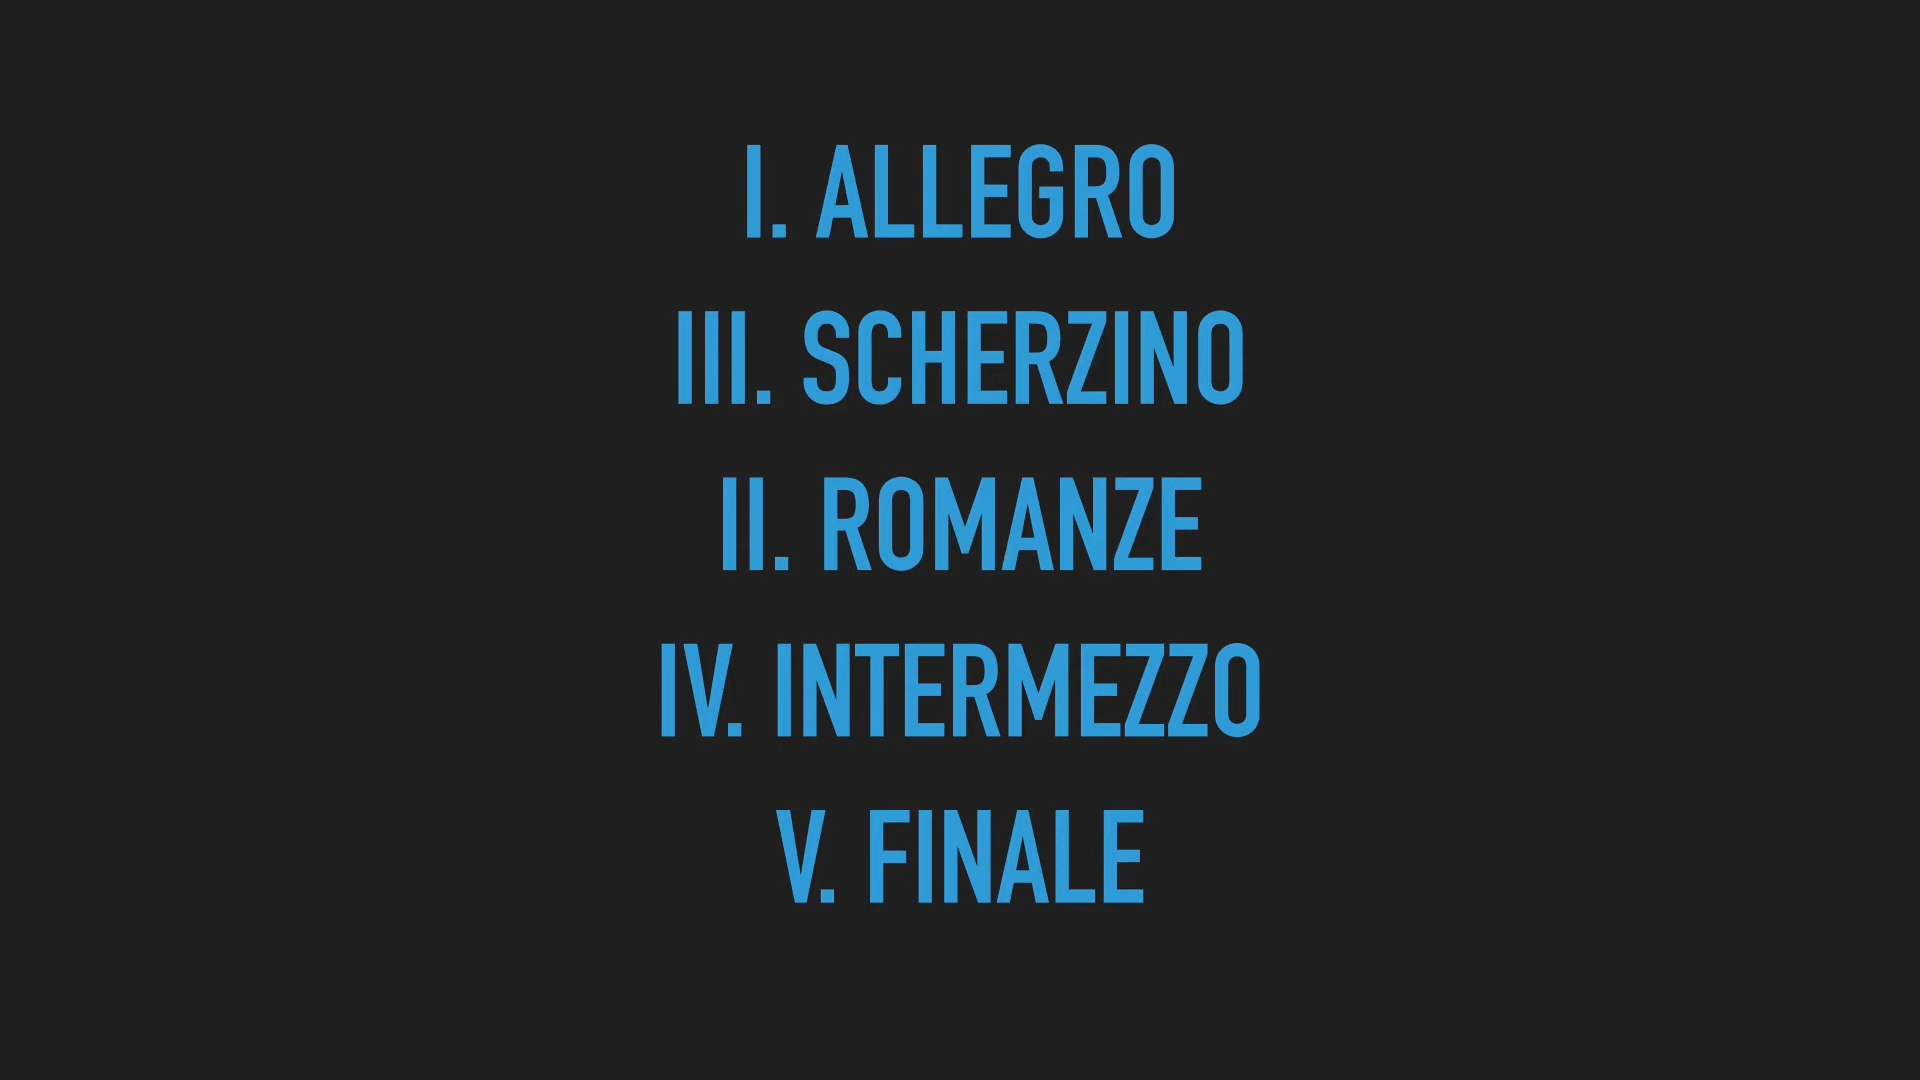 I. ALLEGRO
III. SCHERZINO
II. ROMANZE
IV. INTERMEZZO
V. FINALE